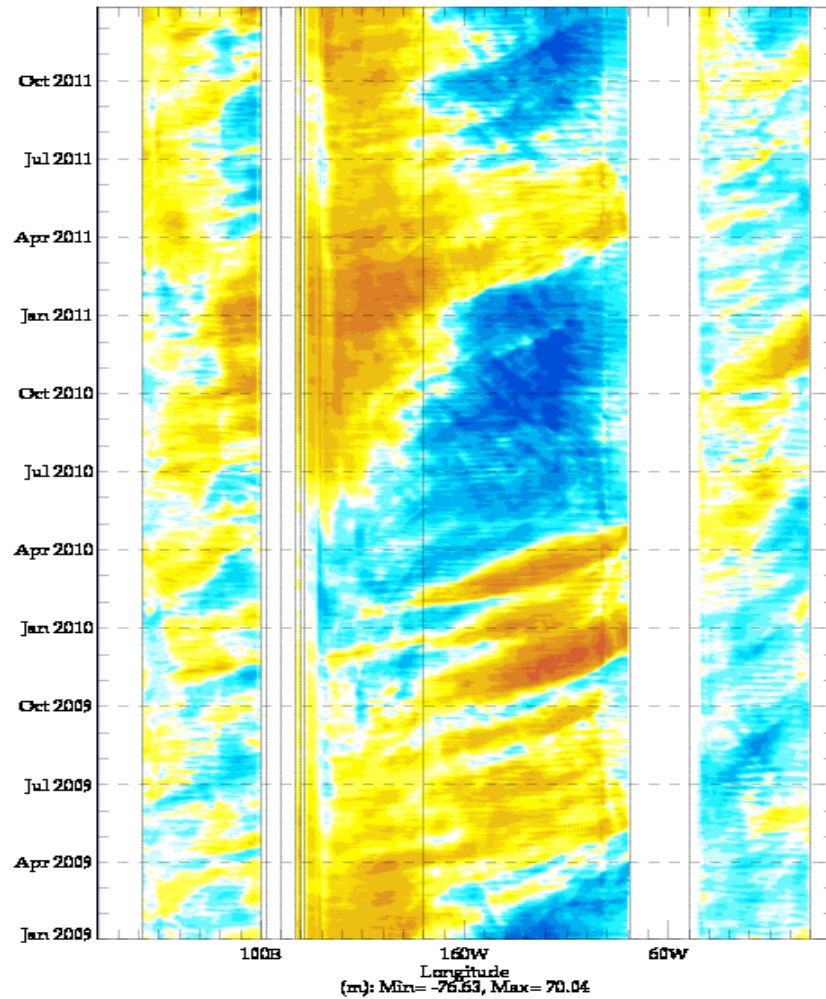 Oct 2011
Jul 2011
Apr 2011
Jan 2011
Oct 2010
Jul 2010
Apr 2010
Jan 2010
Oct 2009
Jul 2009
Apr 2009
Jan 2009
100E 160W 60W
Longitude
(m): Min= -76.63, Max= 70.04